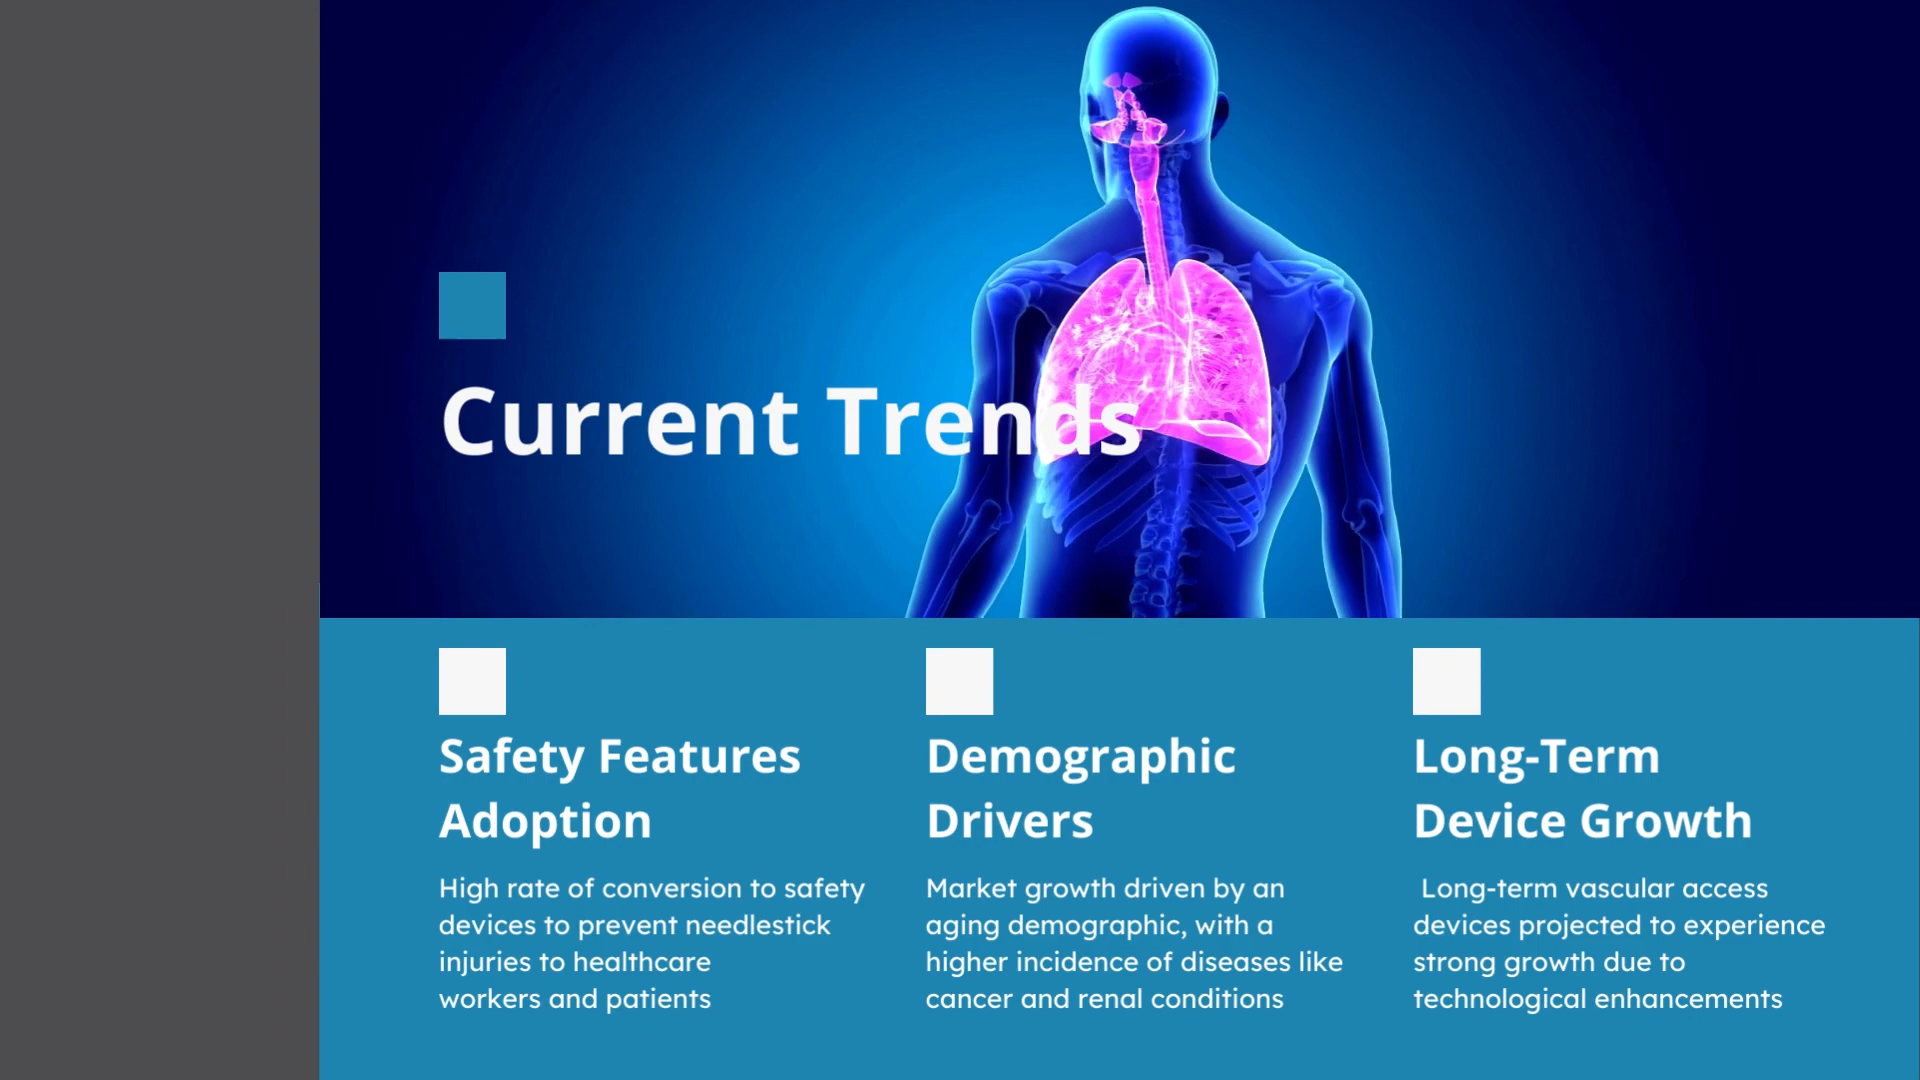 Current Trends
Safety Features
Adoption
High rate of conversion to safety
devices to prevent needlestick
injuries to healthcare
workers and patients
Demographic
Drivers
Market growth driven by an
aging demographic, with a
higher incidence of diseases like
cancer and renal conditions
Long-Term
Device Growth
Long-term vascular access
devices projected to experience
strong growth due to
technological enhancements